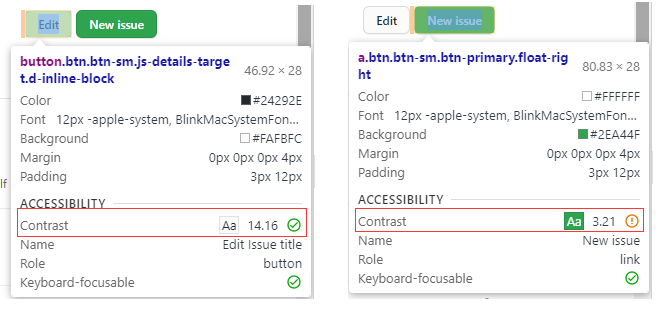 Edit New issue
button.btn.btn-sm.js-details-targe
t.d-inline-block 46.92 × 28
Color #24292E
Font 12px -apple-system, BlinkMacSystemFon...
Background #FAFBFC
Margin 0px 0px 0px 4px
Padding 3px 12px
ACCESSIBILITY
Contrast Aa 14.16
Name Edit Issue title
Role button
Keyboard-focusable
lf
Edit New issue
a.btn.btn-sm.btn-primary.float-rig
ht 80.83 × 28
Color #FFFFFF
Font 12px -apple-system, BlinkMacSystemFon...
Background #2EA44F
Margin 0px 0px 0px 4px
Padding 3px 12px
ACCESSIBILITY
Contrast Aa 3.21
Name New issue
Role link
Keyboard-focusable